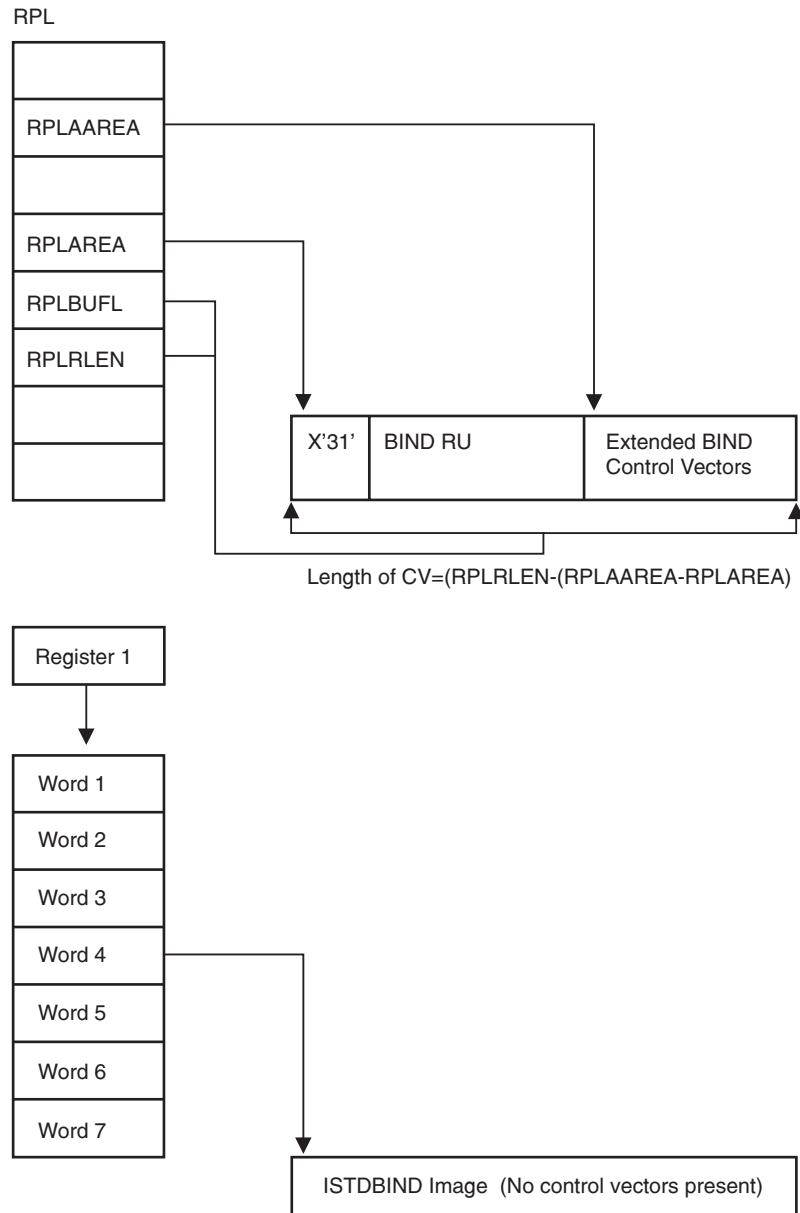 RPL
RPLAAREA
RPLAREA
RPLBUFL
RPLRLEN
X'31'
BIND RU
Extended BIND
Control Vectors
Length of CV=(RPLRLEN-(RPLAAREA-RPLAREA)
Register 1
Word 1
Word 2
Word 3
Word 4
Word 5
Word 6
Word 7
ISTDBIND Image (No control vectors present)